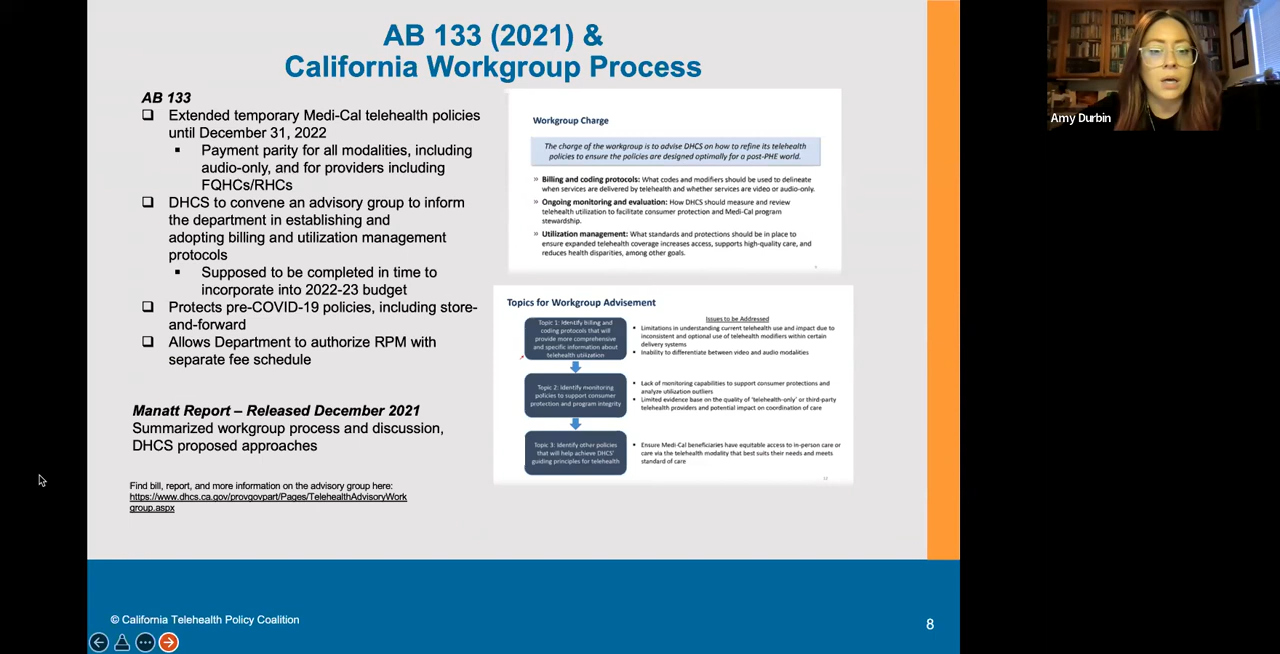 AB 133 (2021) &
California Workgroup Process
AB 133
Extended temporary Medi-Cal telehealth policies
until December 31, 2022
Payment parity for all modalities, including
audio-only, and for providers including
FQHCs/RHCs
DHCS to convene an advisory group to inform
the department in establishing and
adopting billing and utilization management
protocols
Supposed to be completed in time to
incorporate into 2022-23 budget
Protects pre-COVID-19 policies, including store-
and-forward
Allows Department to authorize RPM with
separate fee schedule
Manatt Report – Released December 2021
Summarized workgroup process and discussion,
DHCS proposed approaches
Find bill, report, and more information on the advisory group here:
https://www.dhcs.ca.gov/provgovpart/Pages/TelehealthAdvisoryWork
group.aspx
Workgroup Charge
The charge of the workgroup is to advise DHCS on how to refine its telehealth
policies to ensure the policies are designed optimally for a post-PHE world.
» Billing and coding protocols: What codes and modifiers should be used to delineate
when services are delivered by telehealth and whether services are video or audio-only.
» Ongoing monitoring and evaluation: How DHCS should measure and review
telehealth utilization to facilitate consumer protection and Medi-Cal program
stewardship.
» Utilization management: What standards and protections should be in place to
ensure expanded telehealth coverage increases access, supports high-quality care, and
reduces health disparities, among other goals.
Topics for Workgroup Advisement
Topic 1: Identify billing and
coding protocols that will
provide more comprehensive
and specific information about
telehealth utilization
Issues to be Addressed
Limitations in understanding current telehealth use and impact due to
inconsistent and optional use of telehealth modifiers within certain
delivery systems
Inability to differentiate between video and audio modalities
Topic 2: Identify monitoring
policies to support consumer
protection and program integrity
Lack of monitoring capabilities to support consumer protections and
analyze utilization outliers
Limited evidence base on the quality of 'telehealth-only' or third-party
telehealth providers and potential impact on coordination of care
Topic 3: Identify other policies
that will help achieve DHCS'
guiding principles for telehealth
Ensure Medi-Cal beneficiaries have equitable access to in-person care or
care via the telehealth modality that best suits their needs and meets
standard of care
© California Telehealth Policy Coalition
8
Amy Durbin